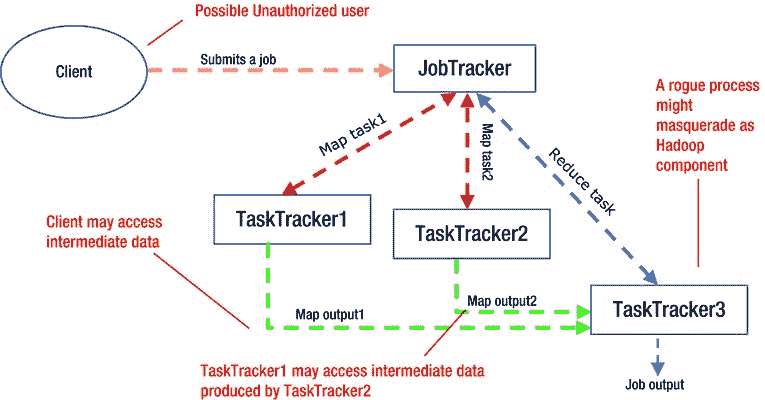 Possible Unauthorized user
Client
Submits a job
JobTracker
A rogue process
might
masquerade as
Hadoop
component
Map task1
Map task2
Reduce task
TaskTracker1
TaskTracker2
Client may access
intermediate data
Map output1
Map output2
TaskTracker3
TaskTracker1 may access intermediate data
produced by TaskTracker2
Job output